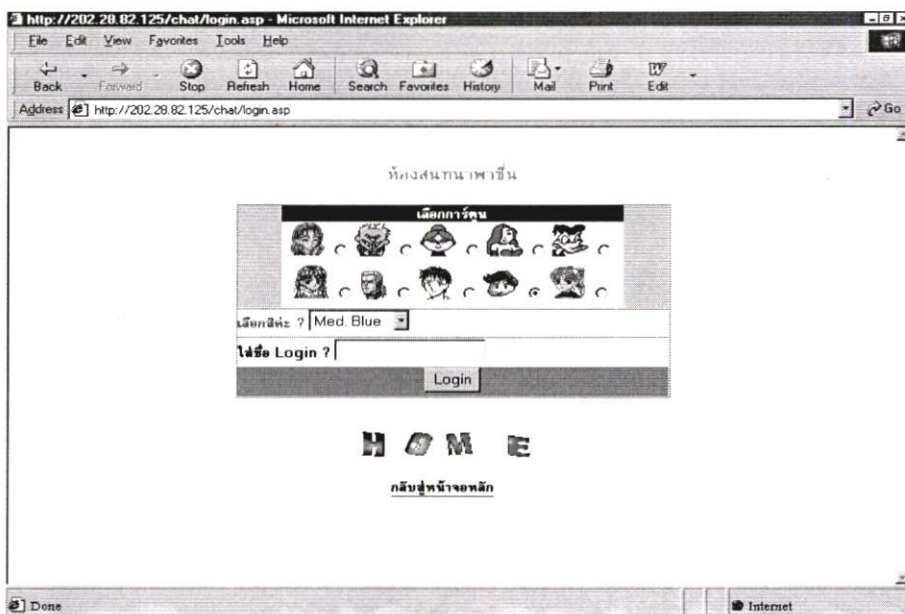 http://202.28.82.125/chat/login.asp - Microsoft Internet Explorer
File Edit View Favorites Tools Help
Back Forward Stop Refresh Home Search Favorites History Mail Print Edit
Address http://202.28.82.125/chat/login.asp Go
ห้องสนทนาพาชื่น
เลือกการ์ตูน
เลือกสีค่ะ ? Med. Blue
ใส่ชื่อ Login ?
Login
HOME
กลับสู่หน้าจอหลัก
Done Internet